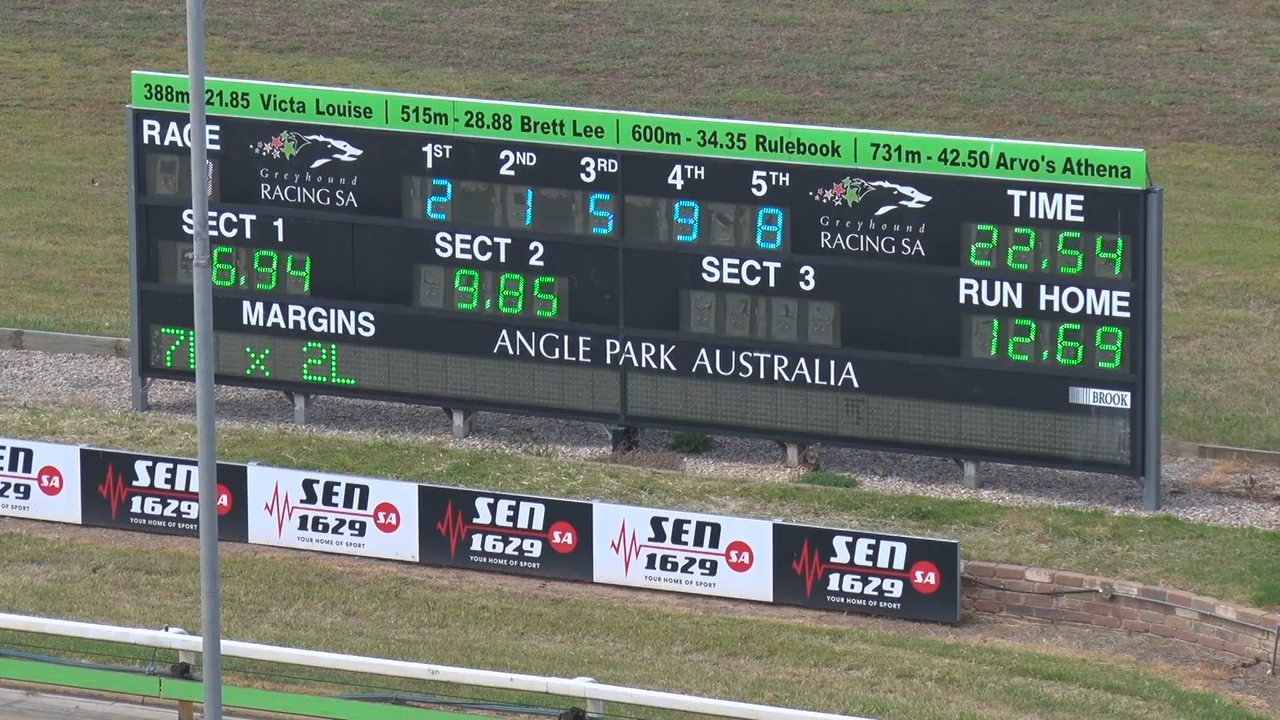 388m 21.85 Victa Louise | 515m - 28.88 Brett Lee | 600m - 34.35 Rulebook | 731m - 42.50 Arvo's Athena
RACE
Greyhound
RACING SA
1ST 2ND 3RD 4TH 5TH
2 1 5 9 8
Greyhound
RACING SA
TIME
22.54
SECT 1
6.94
SECT 2
9.85
SECT 3
RUN HOME
12.69
MARGINS
x 2L
ANGLE PARK AUSTRALIA
BROOK
SA
SEN
1629
SA
YOUR HOME OF SPORT
SEN
1629
SA
YOUR HOME OF SPORT
SEN
1629
SA
YOUR HOME OF SPORT
SEN
1629
SA
YOUR HOME OF SPORT
SEN
1629
SA
YOUR HOME OF SPORT